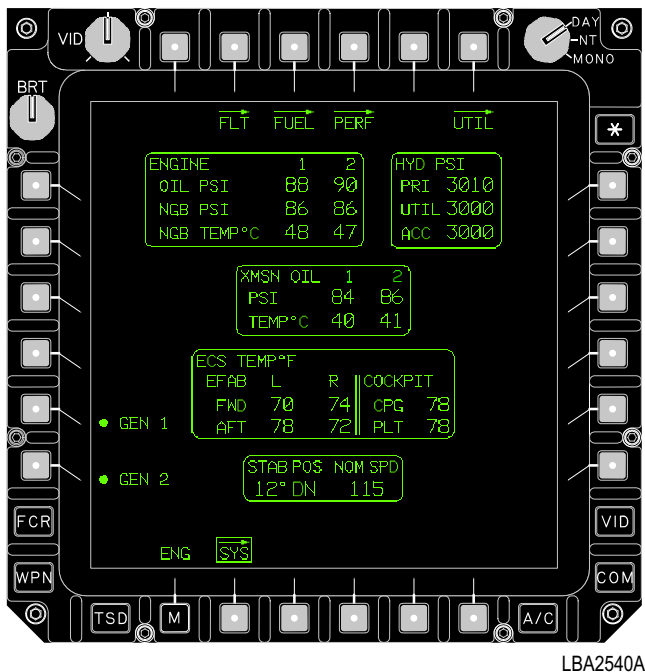 VID
DAY
NT
MONO
BRT
FLT FUEL PERF UTIL
*
ENGINE 1 2
OIL PSI 88 90
NGB PSI 86 86
NGB TEMP°C 48 47
HYD PSI
PRI 3010
UTIL 3000
ACC 3000
XMSN OIL 1 2
PSI 84 86
TEMP°C 40 41
ECS TEMP°F
EFAB L R COCKPIT
FWD 70 74 CPG 78
AFT 78 72 PLT 78
GEN 1
STAB POS NOM SPD
12° DN 115
GEN 2
FCR VID
ENG SYS
WPN COM
TSD M A/C
LBA2540A